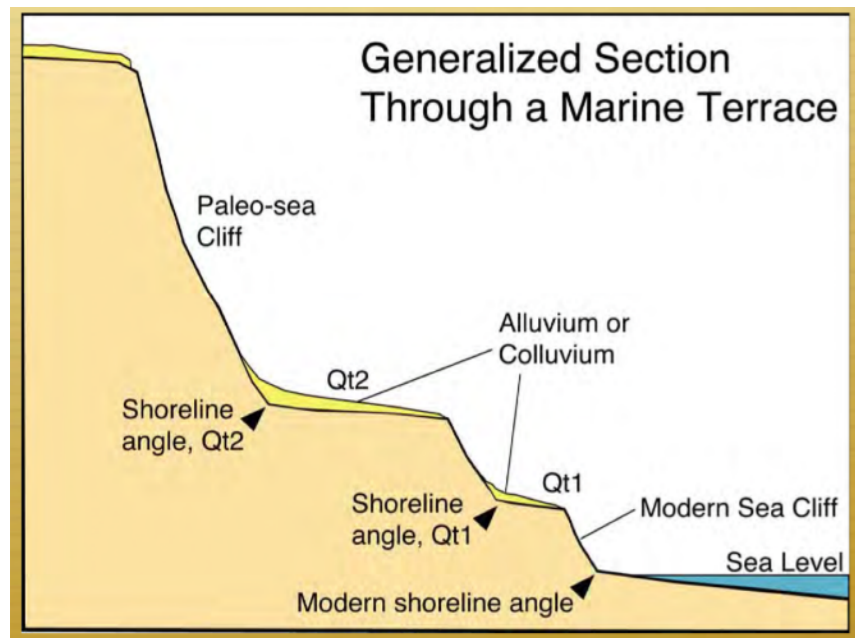 Generalized Section
Through a Marine Terrace
Paleo-sea
Cliff
Alluvium or
Colluvium
Qt2
Shoreline
angle, Qt2
Qt1
Shoreline
angle, Qt1
Modern Sea Cliff
Sea Level
Modern shoreline angle